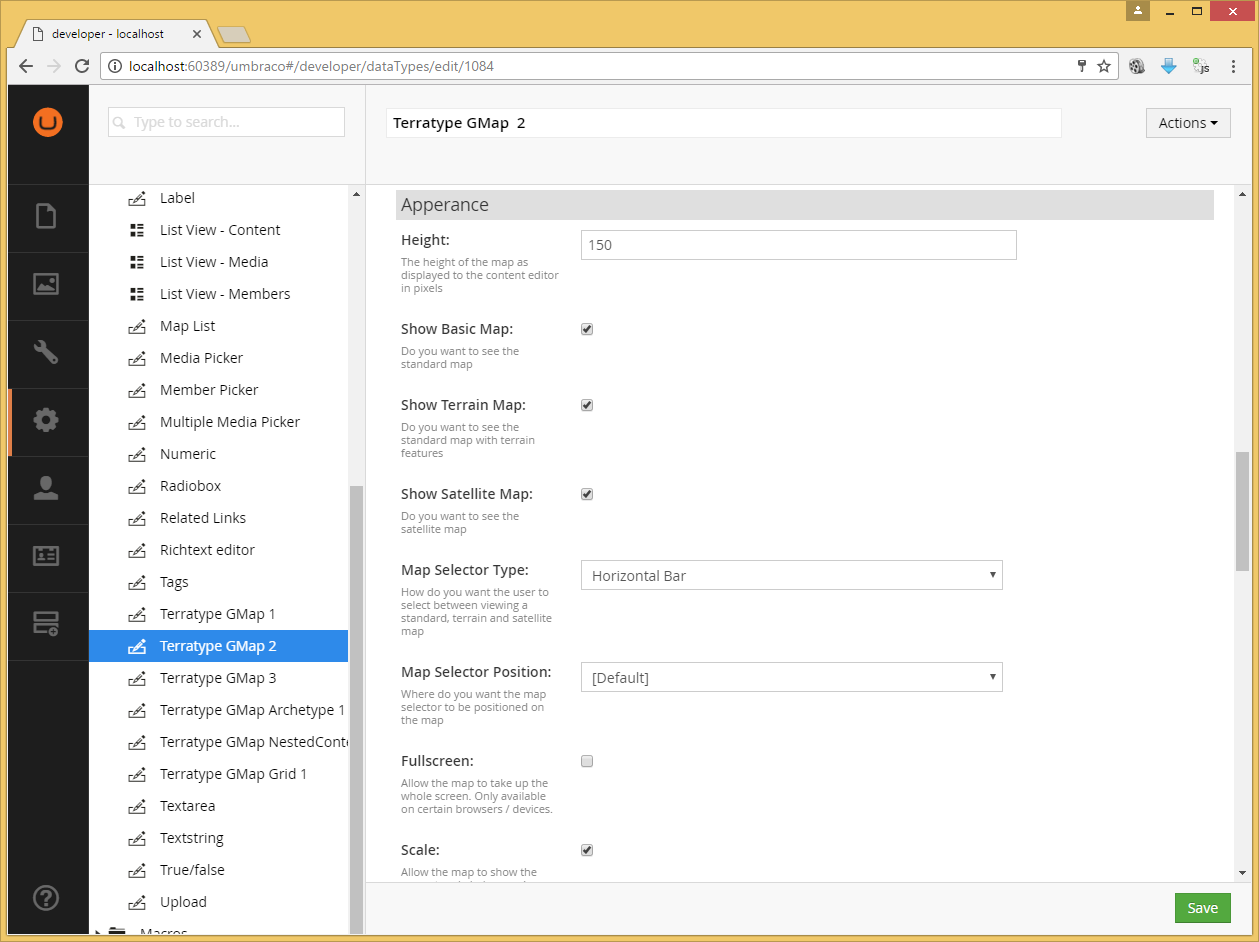 developer - localhost
localhost:60389/umbraco#/developer/dataTypes/edit/1084
js
Type to search...
Terratype GMap 2
Actions
Label
List View - Content
List View - Media
List View - Members
Map List
Media Picker
Member Picker
Multiple Media Picker
Numeric
Radiobox
Related Links
Richtext editor
Tags
Terratype GMap 1
Terratype GMap 2
Terratype GMap 3
Terratype GMap Archetype 1
Terratype GMap NestedConte
Terratype GMap Grid 1
Textarea
Textstring
True/false
Upload
Macros
Apperance
Height:
The height of the map as
displayed to the content editor
in pixels
150
Show Basic Map:
Do you want to see the
standard map
Show Terrain Map:
Do you want to see the
standard map with terrain
features
Show Satellite Map:
Do you want to see the
satellite map
Map Selector Type:
How do you want the user to
select between viewing a
standard, terrain and satellite
map
Horizontal Bar
Map Selector Position:
Where do you want the map
selector to be positioned on
the map
[Default]
Fullscreen:
Allow the map to take up the
whole screen. Only available
on certain browsers / devices.
Scale:
Allow the map to show the
Save